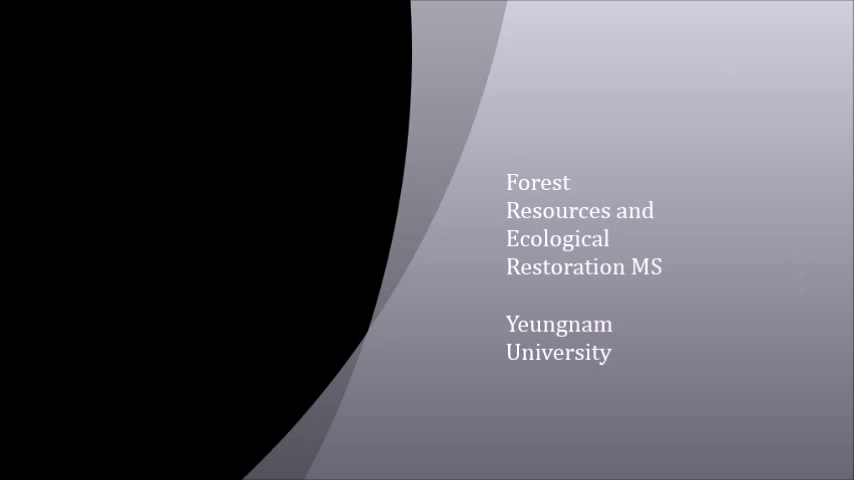 Forest
Resources and
Ecological
Restoration MS
Yeungnam
University